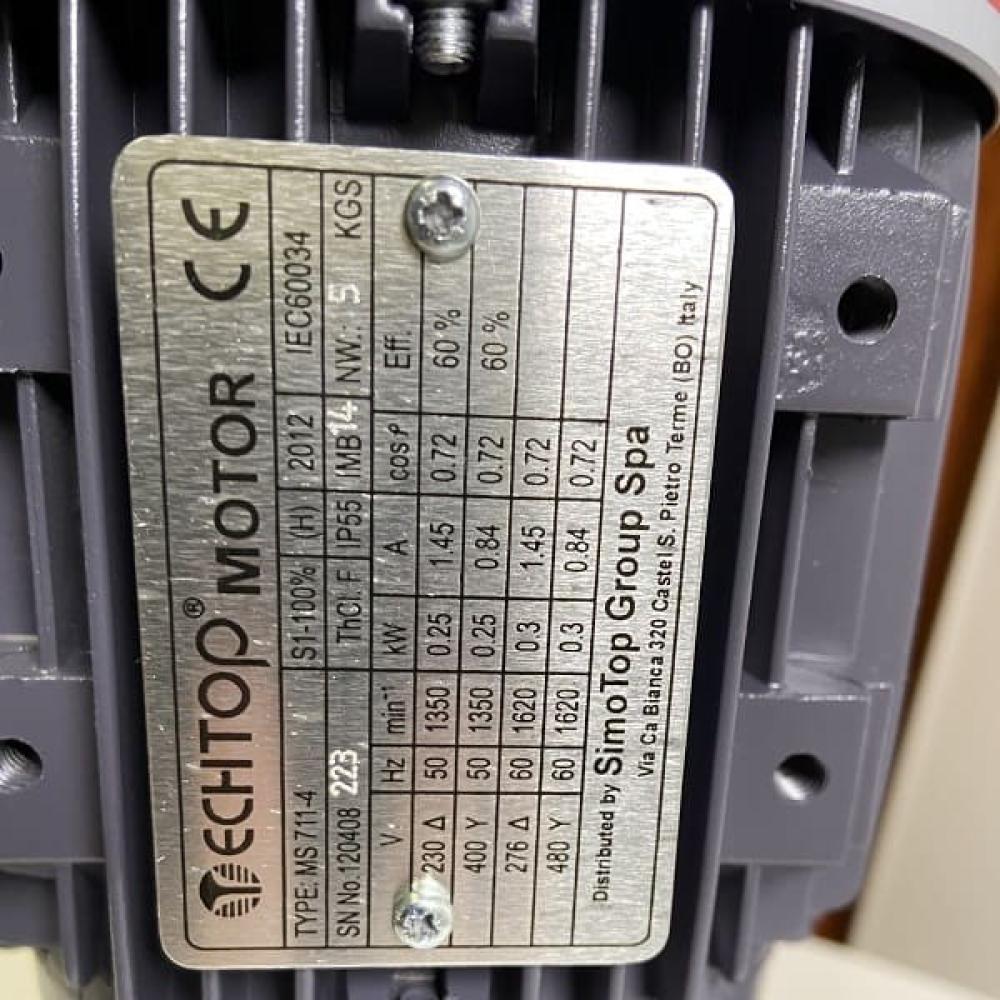 TECHTOP® MOTOR CE
TYPE: MS 711-4 S1-100% (H) 2012 IEC60034
SN No.120408 223 ThCl. F IP55 IMB14 NW.: 5 KGS
V Hz min⁻¹ kW A cosφ Eff.
230 Δ 50 1350 0.25 1.45 0.72 60%
400 Y 50 1350 0.25 0.84 0.72 60%
276 Δ 60 1620 0.3 1.45 0.72
480 Y 60 1620 0.3 0.84 0.72
Distributed by SimoTop Group Spa
Via Ca Bianca 320 Castel S. Pietro Terme (BO) Italy